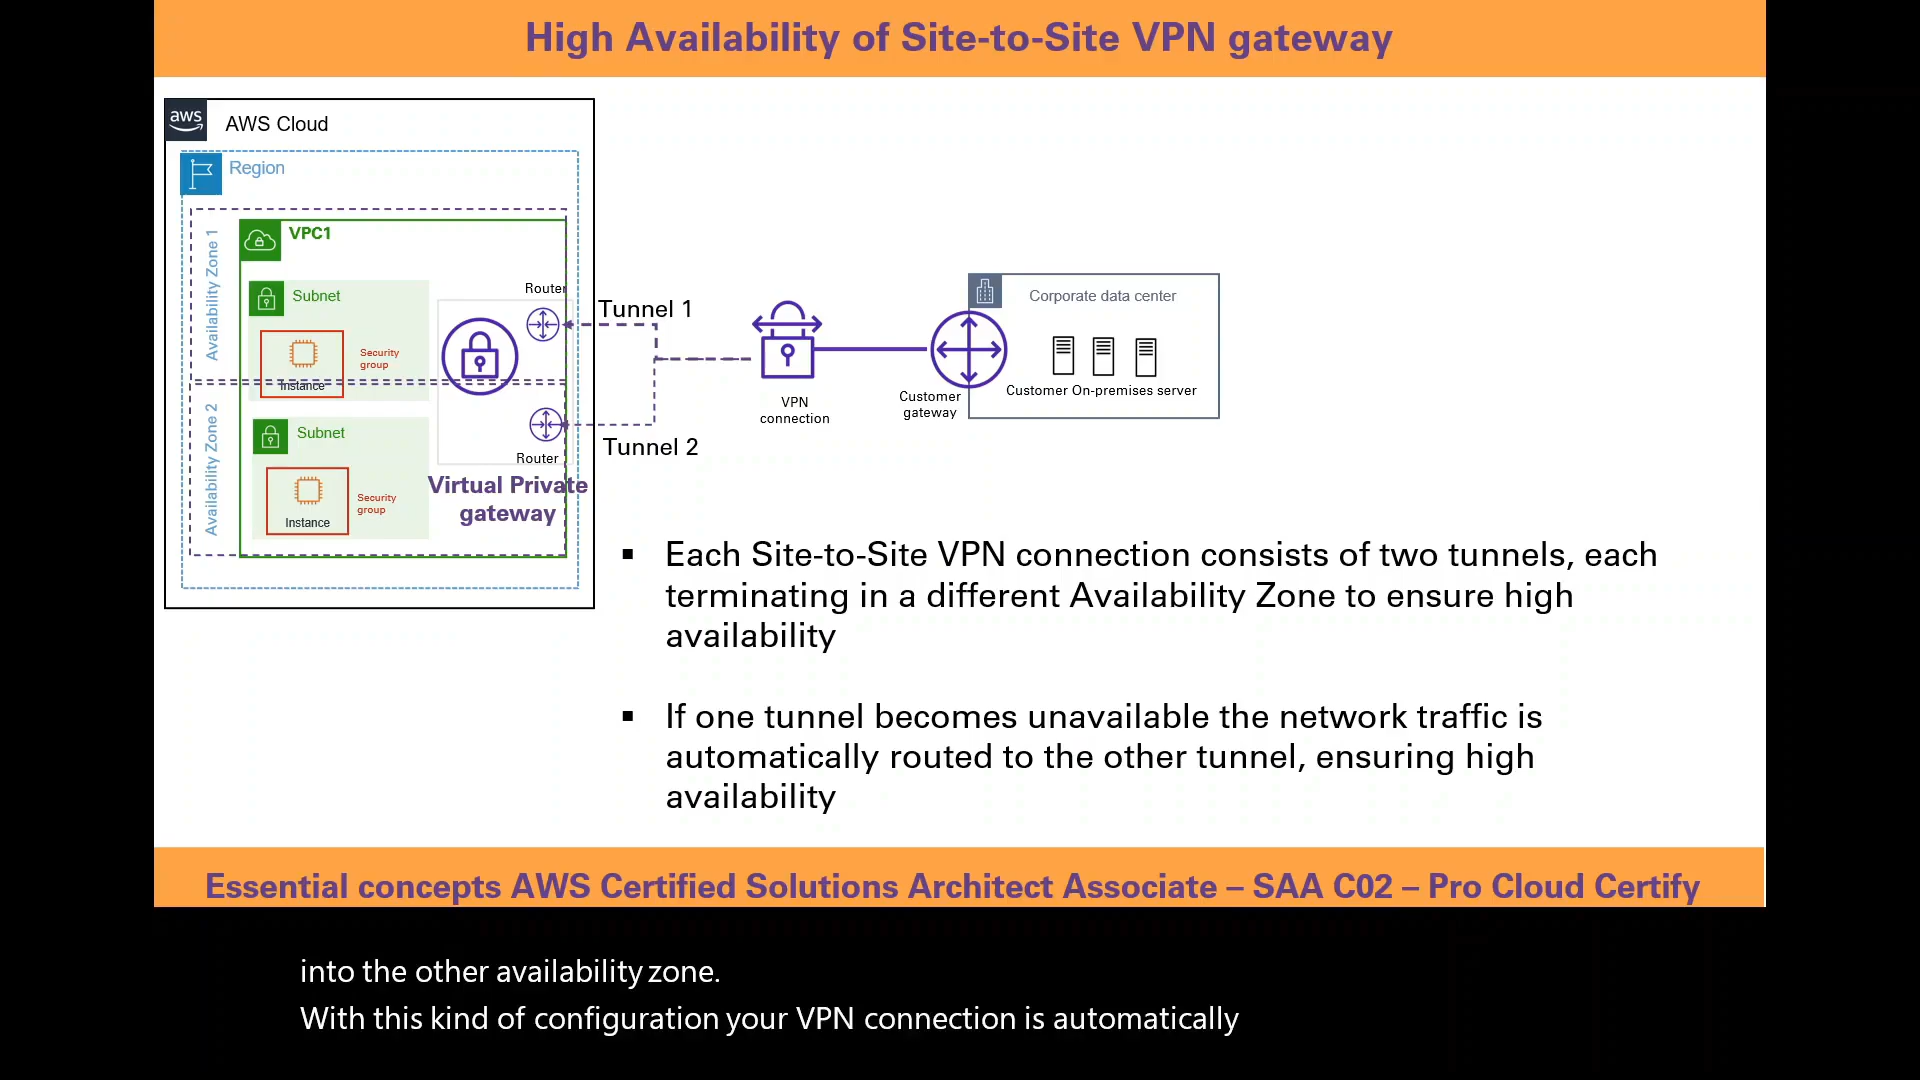 High Availability of Site-to-Site VPN gateway
aws
AWS Cloud
Region
Availability Zone 1
VPC1
Subnet
Instance
Security
group
Router
Tunnel 1
VPN
connection
Customer
gateway
Corporate data center
Customer On-premises server
Availability Zone 2
Subnet
Instance
Security
group
Router
Tunnel 2
Virtual Private
gateway
▪ Each Site-to-Site VPN connection consists of two tunnels, each
terminating in a different Availability Zone to ensure high
availability
▪ If one tunnel becomes unavailable the network traffic is
automatically routed to the other tunnel, ensuring high
availability
Essential concepts AWS Certified Solutions Architect Associate – SAA C02 – Pro Cloud Certify
into the other availability zone.
With this kind of configuration your VPN connection is automatically